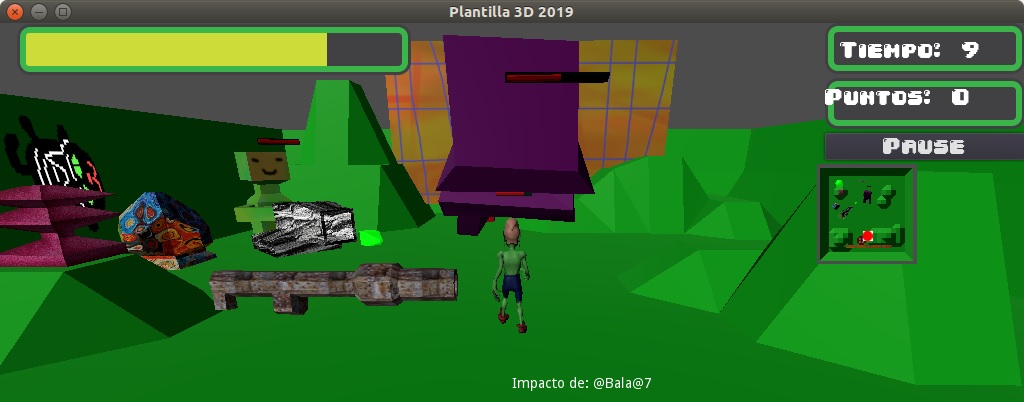 Plantilla 3D 2019
Tiempo: 9
Puntos: 0
Pause
Impacto de: @Bala@7